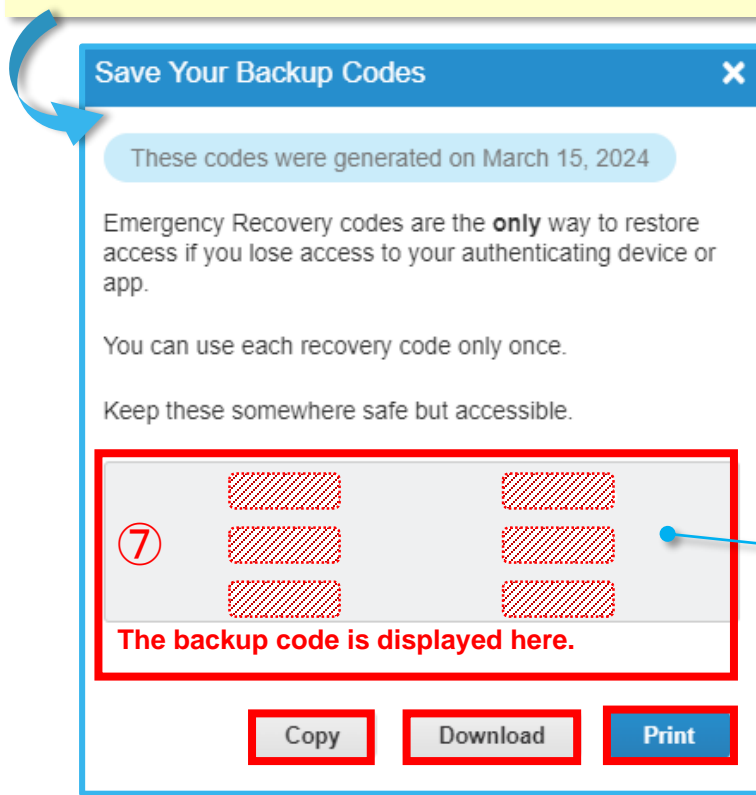 Save Your Backup Codes
These codes were generated on March 15, 2024
Emergency Recovery codes are the only way to restore
access if you lose access to your authenticating device or
app.
You can use each recovery code only once.
Keep these somewhere safe but accessible.
⑦
The backup code is displayed here.
Copy Download Print